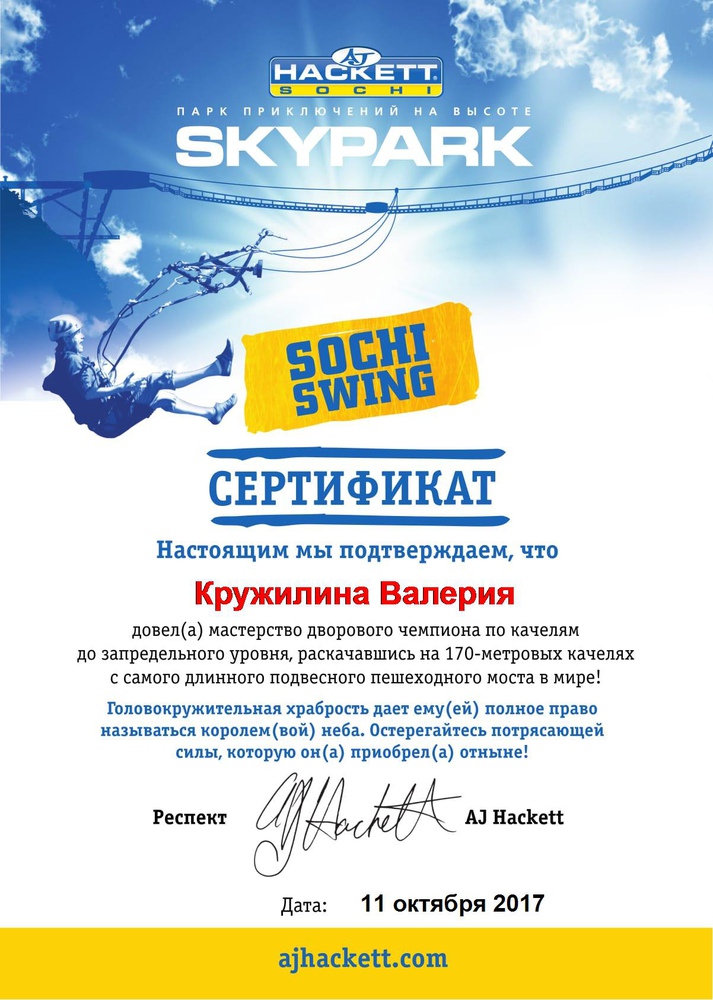 AJ
HACKETT
SOCHI
ПАРК ПРИКЛЮЧЕНИЙ НА ВЫСОТЕ
SKYPARK
SOCHI
SWING
СЕРТИФИКАТ
Настоящим мы подтверждаем, что
Кружилина Валерия
довел(а) мастерство дворового чемпиона по качелям
до запредельного уровня, раскачавшись на 170-метровых качелях
с самого длинного подвесного пешеходного моста в мире!
Головокружительная храбрость дает ему(ей) полное право
называться королем(вой) неба. Остерегайтесь потрясающей
силы, которую он(а) приобрел(а) отныне!
Респект AJ Hackett AJ Hackett
Дата: 11 октября 2017
ajhackett.com